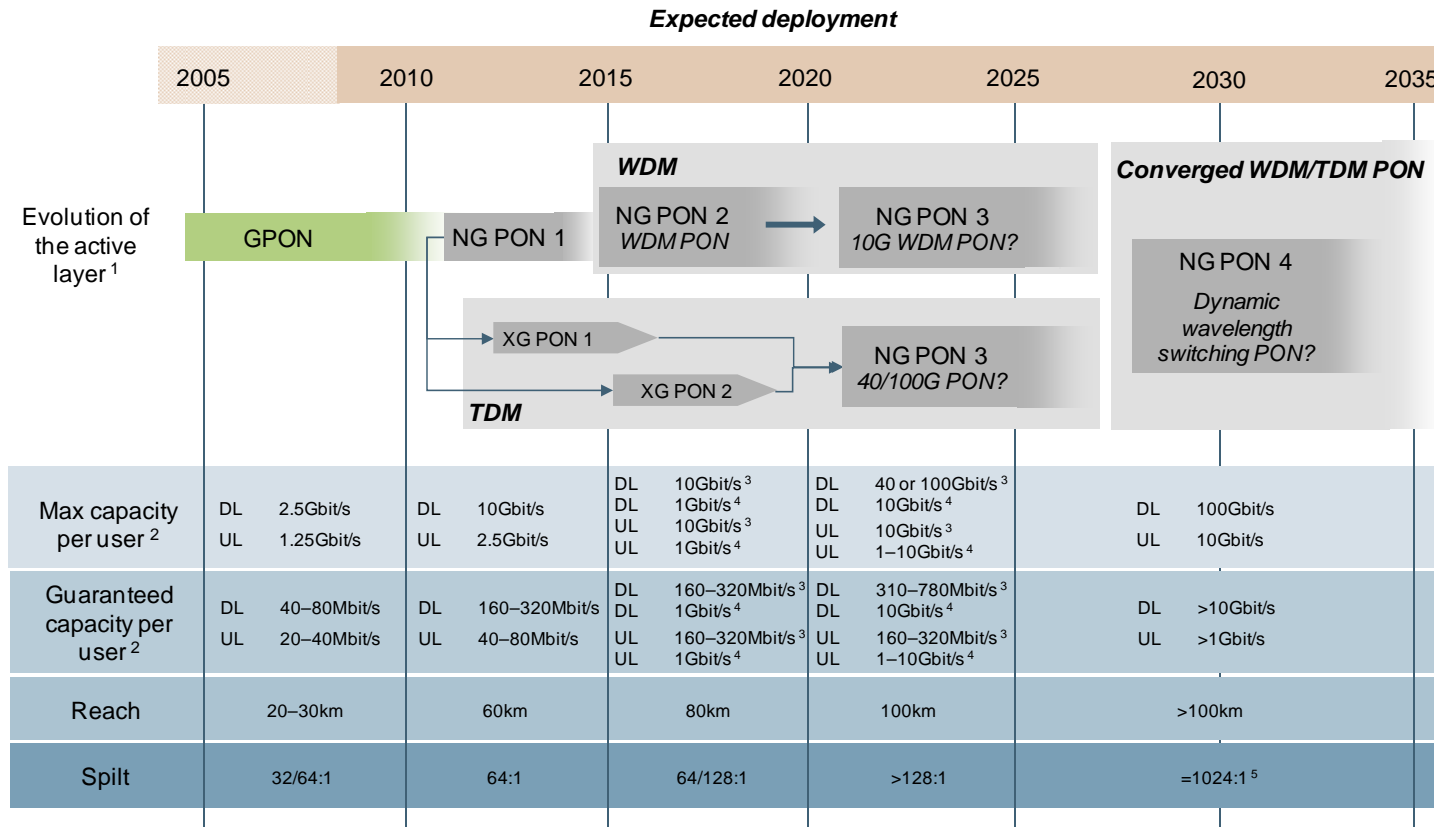 Expected deployment
2005 2010 2015 2020 2025 2030 2035
Evolution of
the active
layer 1
GPON
NG PON 1
WDM
NG PON 2
WDM PON
NG PON 3
10G WDM PON?
XG PON 1
XG PON 2
TDM
NG PON 3
40/100G PON?
Converged WDM/TDM PON
NG PON 4
Dynamic
wavelength
switching PON?
Max capacity
per user 2
DL 2.5Gbit/s
UL 1.25Gbit/s
DL 10Gbit/s
UL 2.5Gbit/s
DL 10Gbit/s 3
DL 1Gbit/s 4
UL 10Gbit/s 3
UL 1Gbit/s 4
DL 40 or 100Gbit/s 3
DL 10Gbit/s 4
UL 10Gbit/s 3
UL 1–10Gbit/s 4
DL 100Gbit/s
UL 10Gbit/s
Guaranteed
capacity per
user 2
DL 40–80Mbit/s
UL 20–40Mbit/s
DL 160–320Mbit/s
UL 40–80Mbit/s
DL 160–320Mbit/s 3
DL 1Gbit/s 4
UL 160–320Mbit/s 3
UL 1Gbit/s 4
DL 310–780Mbit/s 3
DL 10Gbit/s 4
UL 160–320Mbit/s 3
UL 1–10Gbit/s 4
DL >10Gbit/s
UL >1Gbit/s
Reach 20–30km 60km 80km 100km >100km
Spilt 32/64:1 64:1 64/128:1 >128:1 =1024:1 5